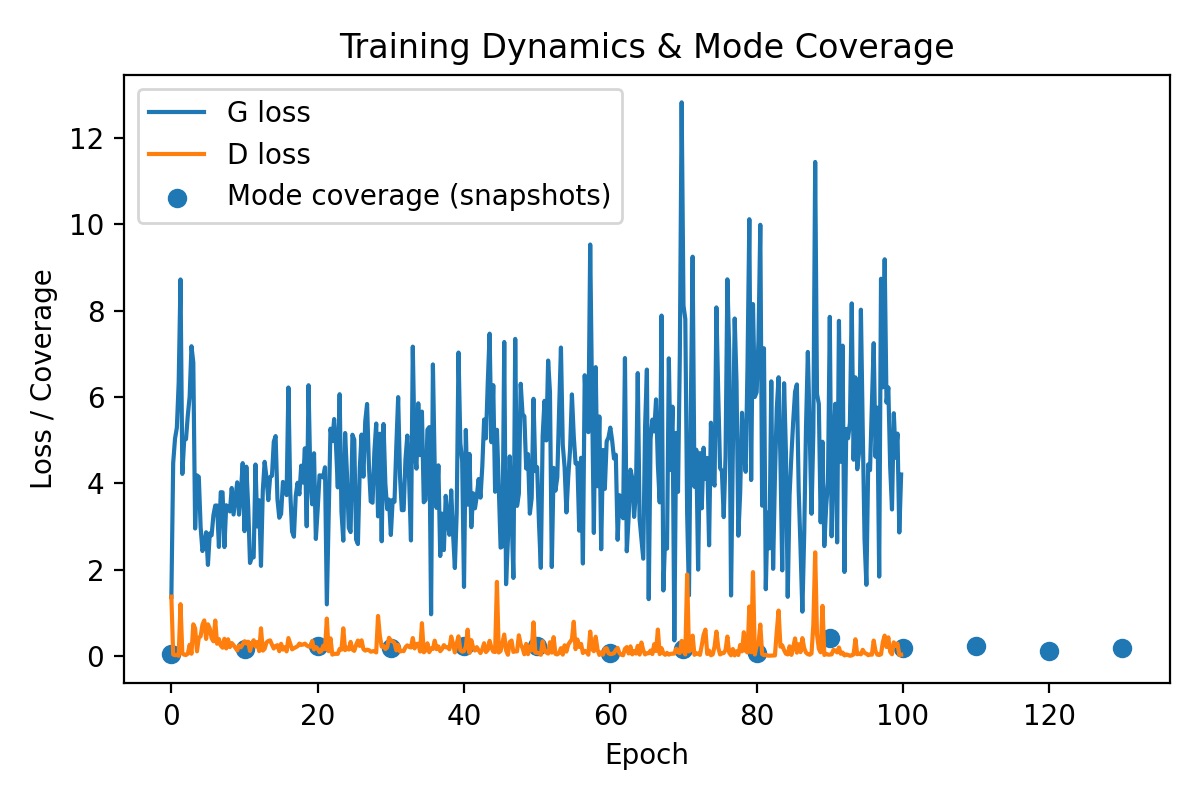 Training Dynamics & Mode Coverage
G loss
D loss
Mode coverage (snapshots)
Loss / Coverage
12
10
8
6
4
2
0
0 20 40 60 80 100 120
Epoch